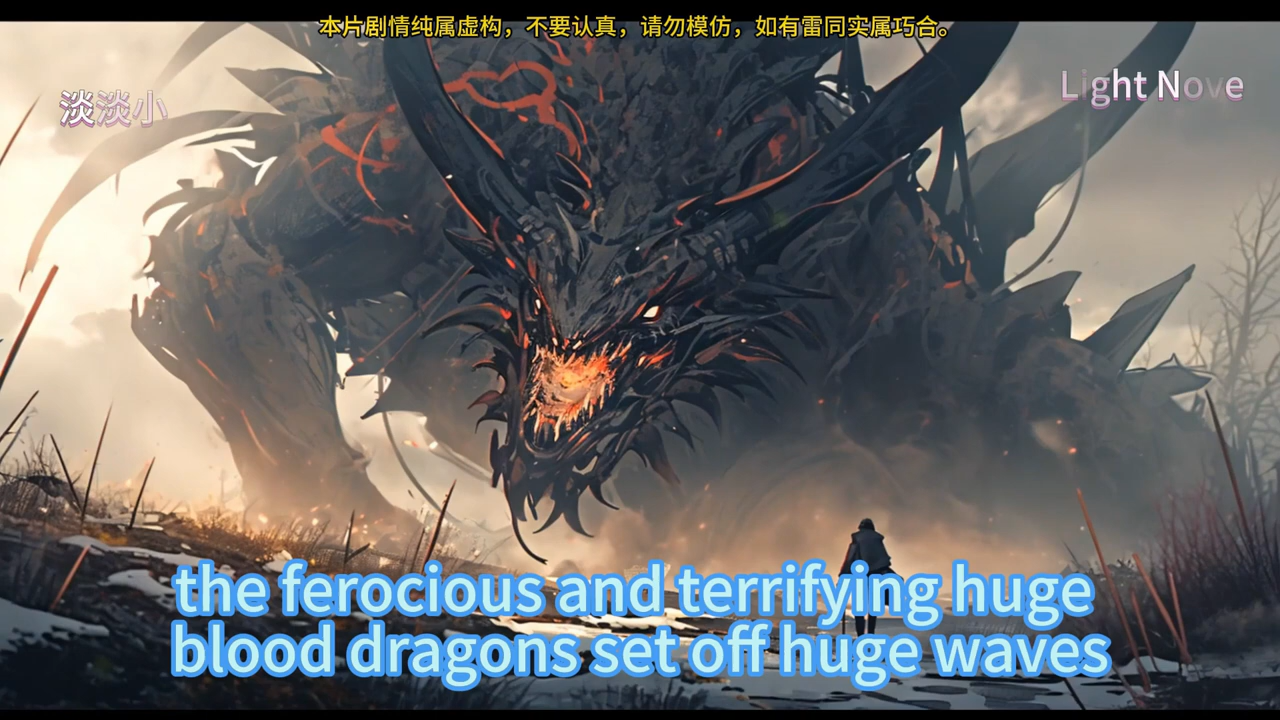 本片剧情纯属虚构，不要认真，请勿模仿，如有雷同实属巧合。
淡淡小
Light Nove
the ferocious and terrifying huge
blood dragons set off huge waves